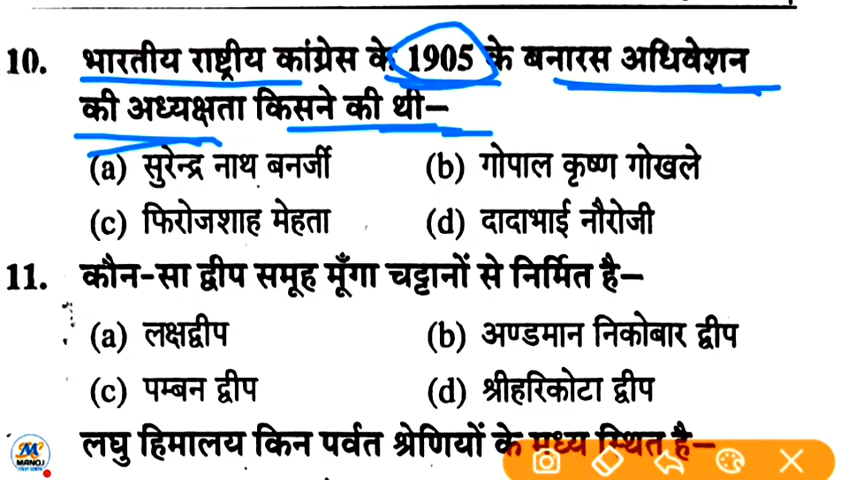 10. भारतीय राष्ट्रीय कांग्रेस के 1905 के बनारस अधिवेशन
की अध्यक्षता किसने की थी–
(a) सुरेन्द्र नाथ बनर्जी (b) गोपाल कृष्ण गोखले
(c) फिरोजशाह मेहता (d) दादाभाई नौरोजी
11. कौन-सा द्वीप समूह मूँगा चट्टानों से निर्मित है–
(a) लक्षद्वीप (b) अण्डमान निकोबार द्वीप
(c) पम्बन द्वीप (d) श्रीहरिकोटा द्वीप
लघु हिमालय किन पर्वत श्रेणियों के मध्य स्थित है–
MANOJ